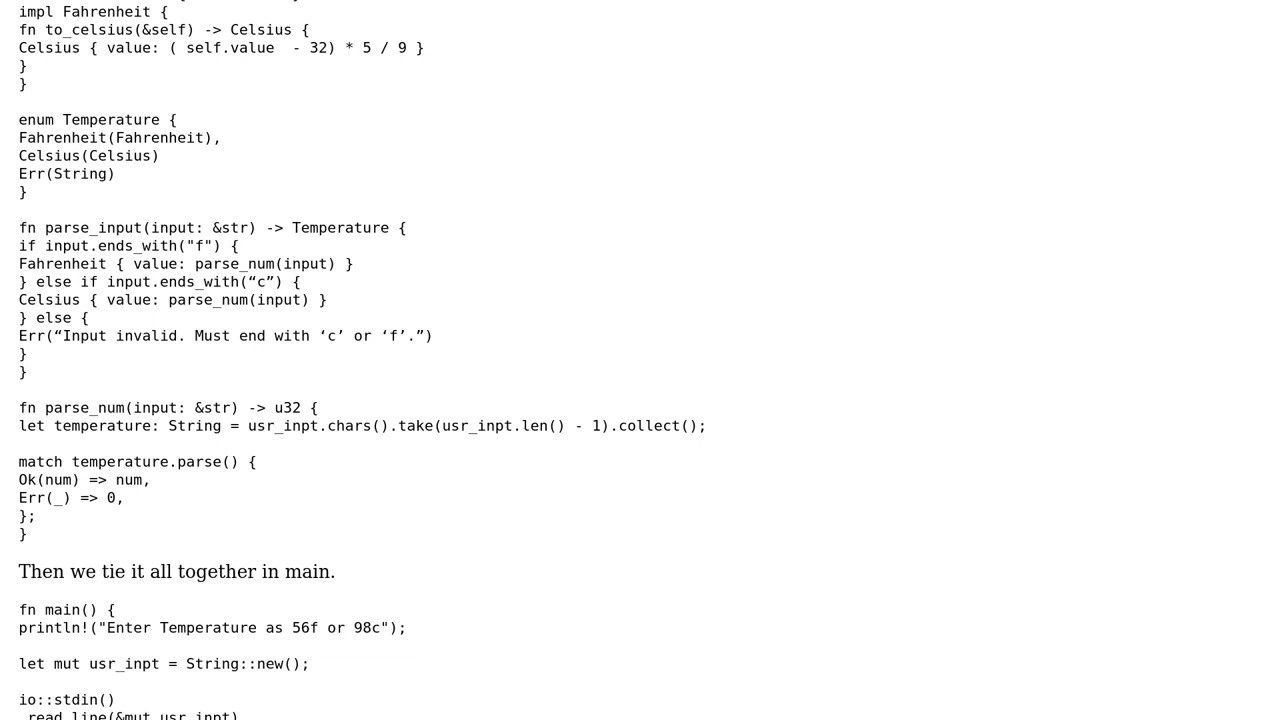 impl Fahrenheit {
fn to_celsius(&self) -> Celsius {
Celsius { value: ( self.value  - 32) * 5 / 9 }
}
}
enum Temperature {
Fahrenheit(Fahrenheit),
Celsius(Celsius)
Err(String)
}
fn parse_input(input: &str) -> Temperature {
if input.ends_with("f") {
Fahrenheit { value: parse_num(input) }
} else if input.ends_with(“c”) {
Celsius { value: parse_num(input) }
} else {
Err(“Input invalid. Must end with ‘c’ or ‘f’.”)
}
}
fn parse_num(input: &str) -> u32 {
let temperature: String = usr_inpt.chars().take(usr_inpt.len() - 1).collect();
match temperature.parse() {
Ok(num) => num,
Err(_) => 0,
};
}
Then we tie it all together in main.
fn main() {
println!("Enter Temperature as 56f or 98c");
let mut usr_inpt = String::new();
io::stdin()
.read_line(&mut usr_inpt)